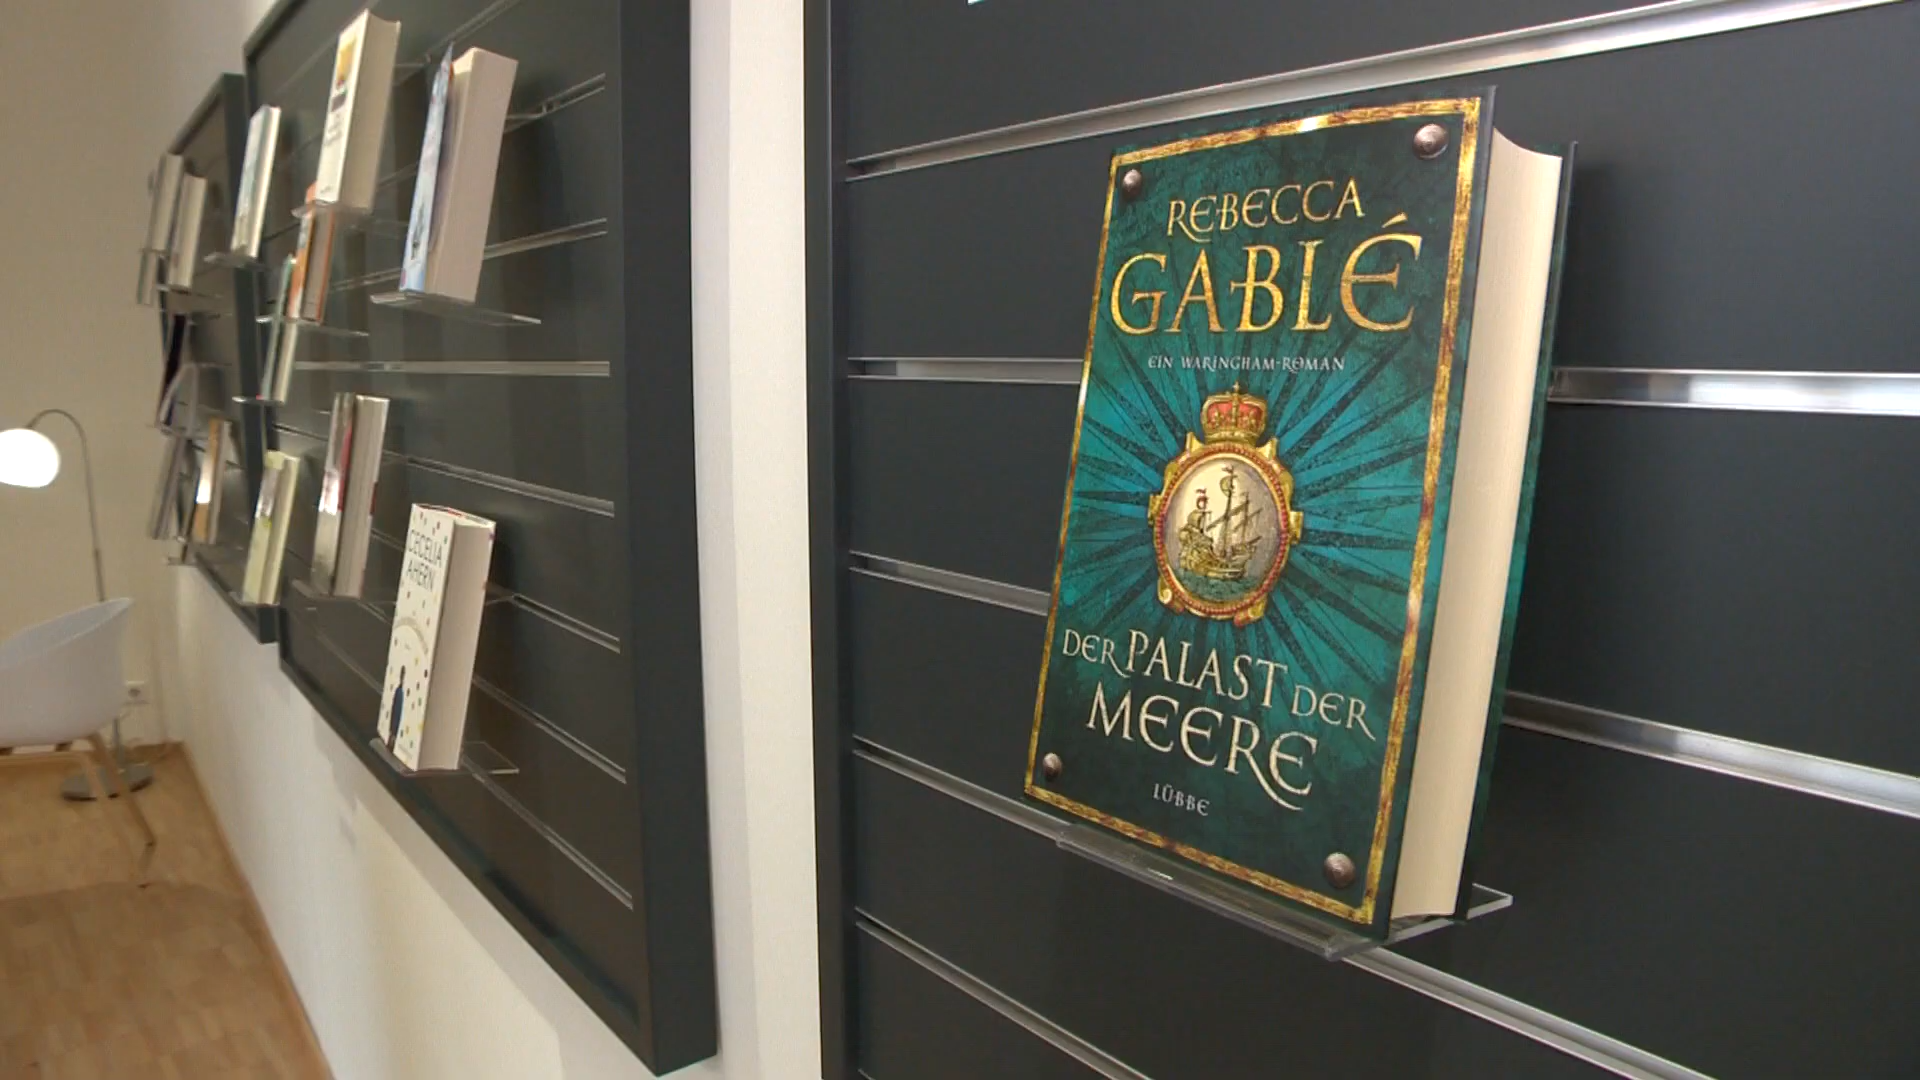 REBECCA
GABLÉ
EIN WARINGHAM-ROMAN
DER PALAST DER
MEERE
LÜBBE
CECELIA
AHERN